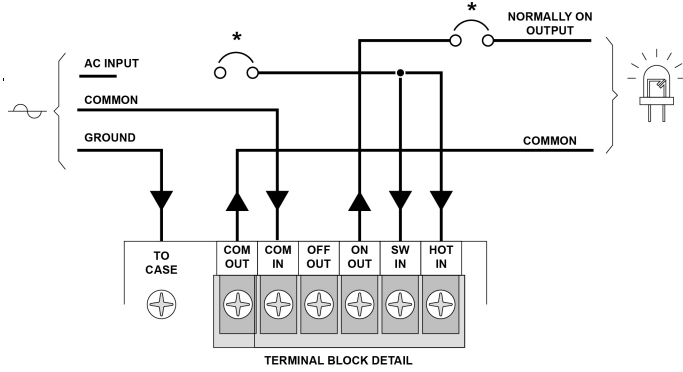 *
NORMALLY ON
OUTPUT
*
AC INPUT
COMMON
GROUND
COMMON
TO
CASE
COM
OUT
COM
IN
OFF
OUT
ON
OUT
SW
IN
HOT
IN
TERMINAL BLOCK DETAIL